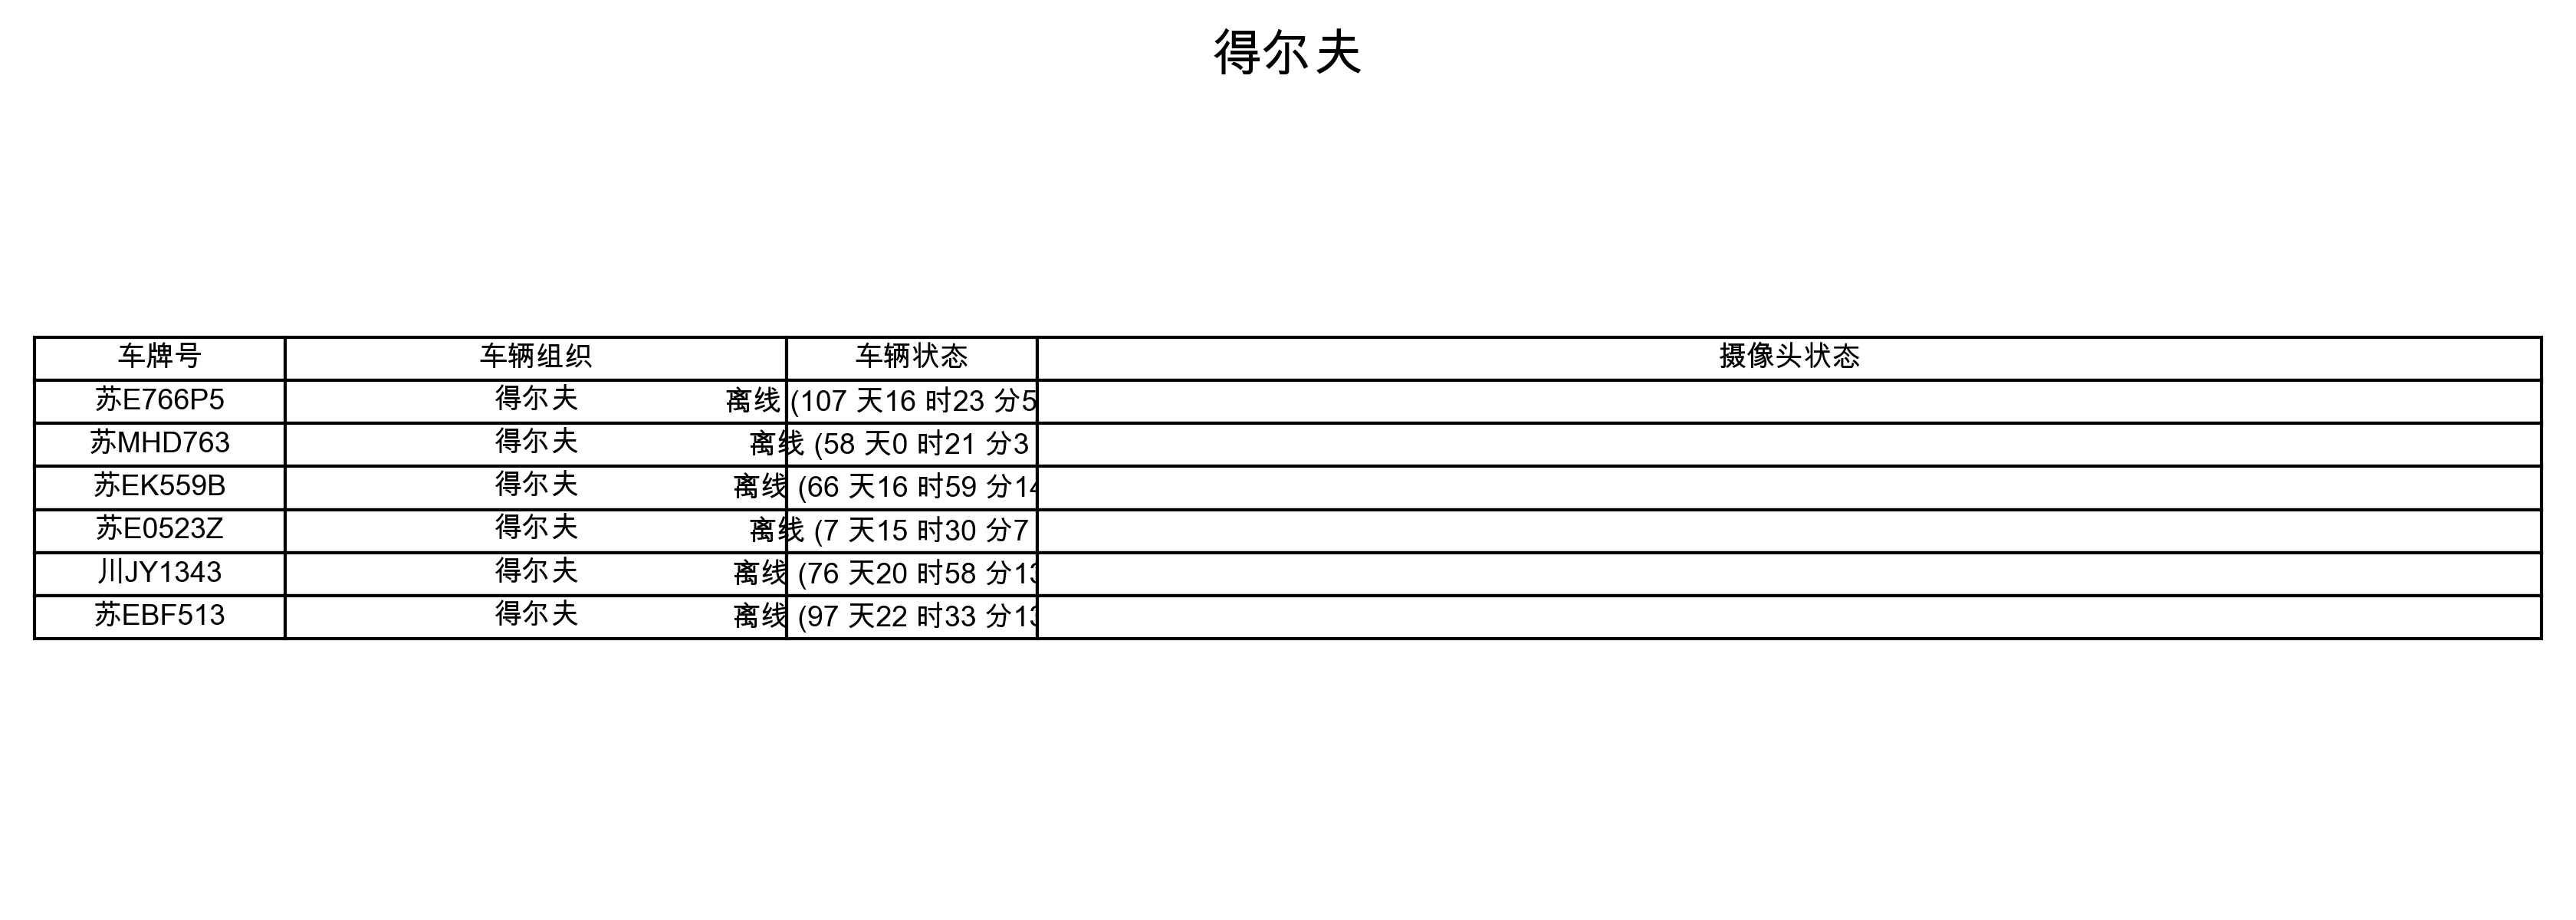 得尔夫
车牌号 车辆组织 车辆状态 摄像头状态
苏E766P5 得尔夫 离线 (107 天16 时23 分5
苏MHD763 得尔夫 离线 (58 天0 时21 分3
苏EK559B 得尔夫 离线 (66 天16 时59 分14
苏E0523Z 得尔夫 离线 (7 天15 时30 分7
川JY1343 得尔夫 离线 (76 天20 时58 分13
苏EBF513 得尔夫 离线 (97 天22 时33 分13